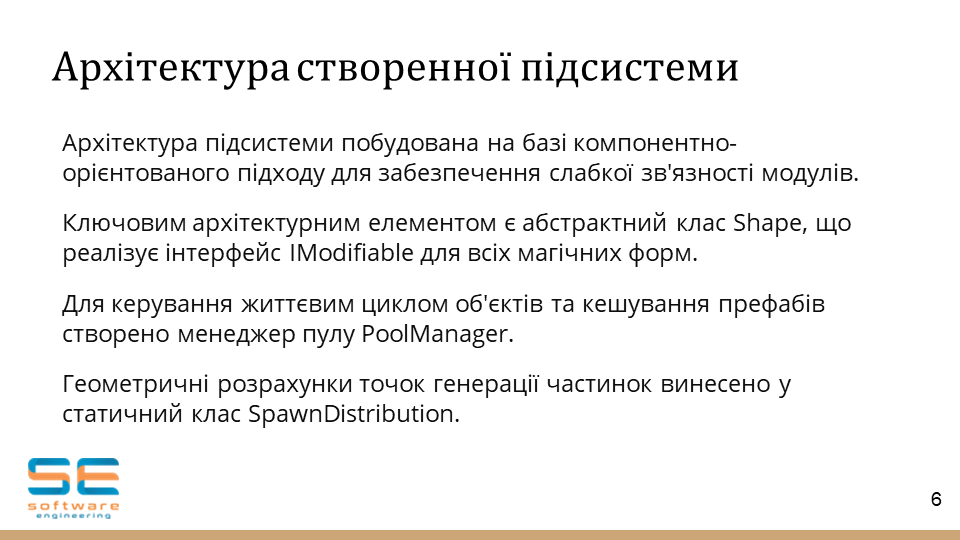 Архітектура створенної підсистеми
Архітектура підсистеми побудована на базі компонентно-
орієнтованого підходу для забезпечення слабкої зв'язності модулів.
Ключовим архітектурним елементом є абстрактний клас Shape, що
реалізує інтерфейс IModifiable для всіх магічних форм.
Для керування життєвим циклом об'єктів та кешування префабів
створено менеджер пулу PoolManager.
Геометричні розрахунки точок генерації частинок винесено у
статичний клас SpawnDistribution.
SE
software
engineering
6